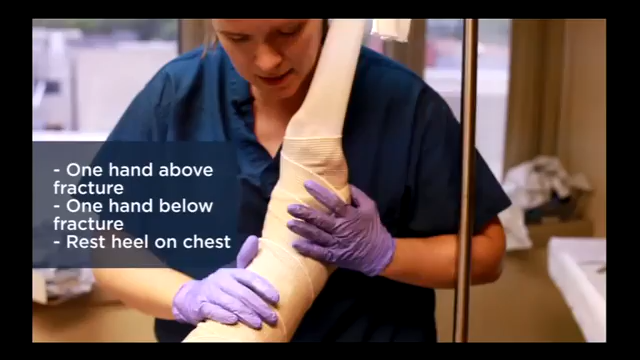 - One hand above
fracture
- One hand below
fracture
- Rest heel on chest